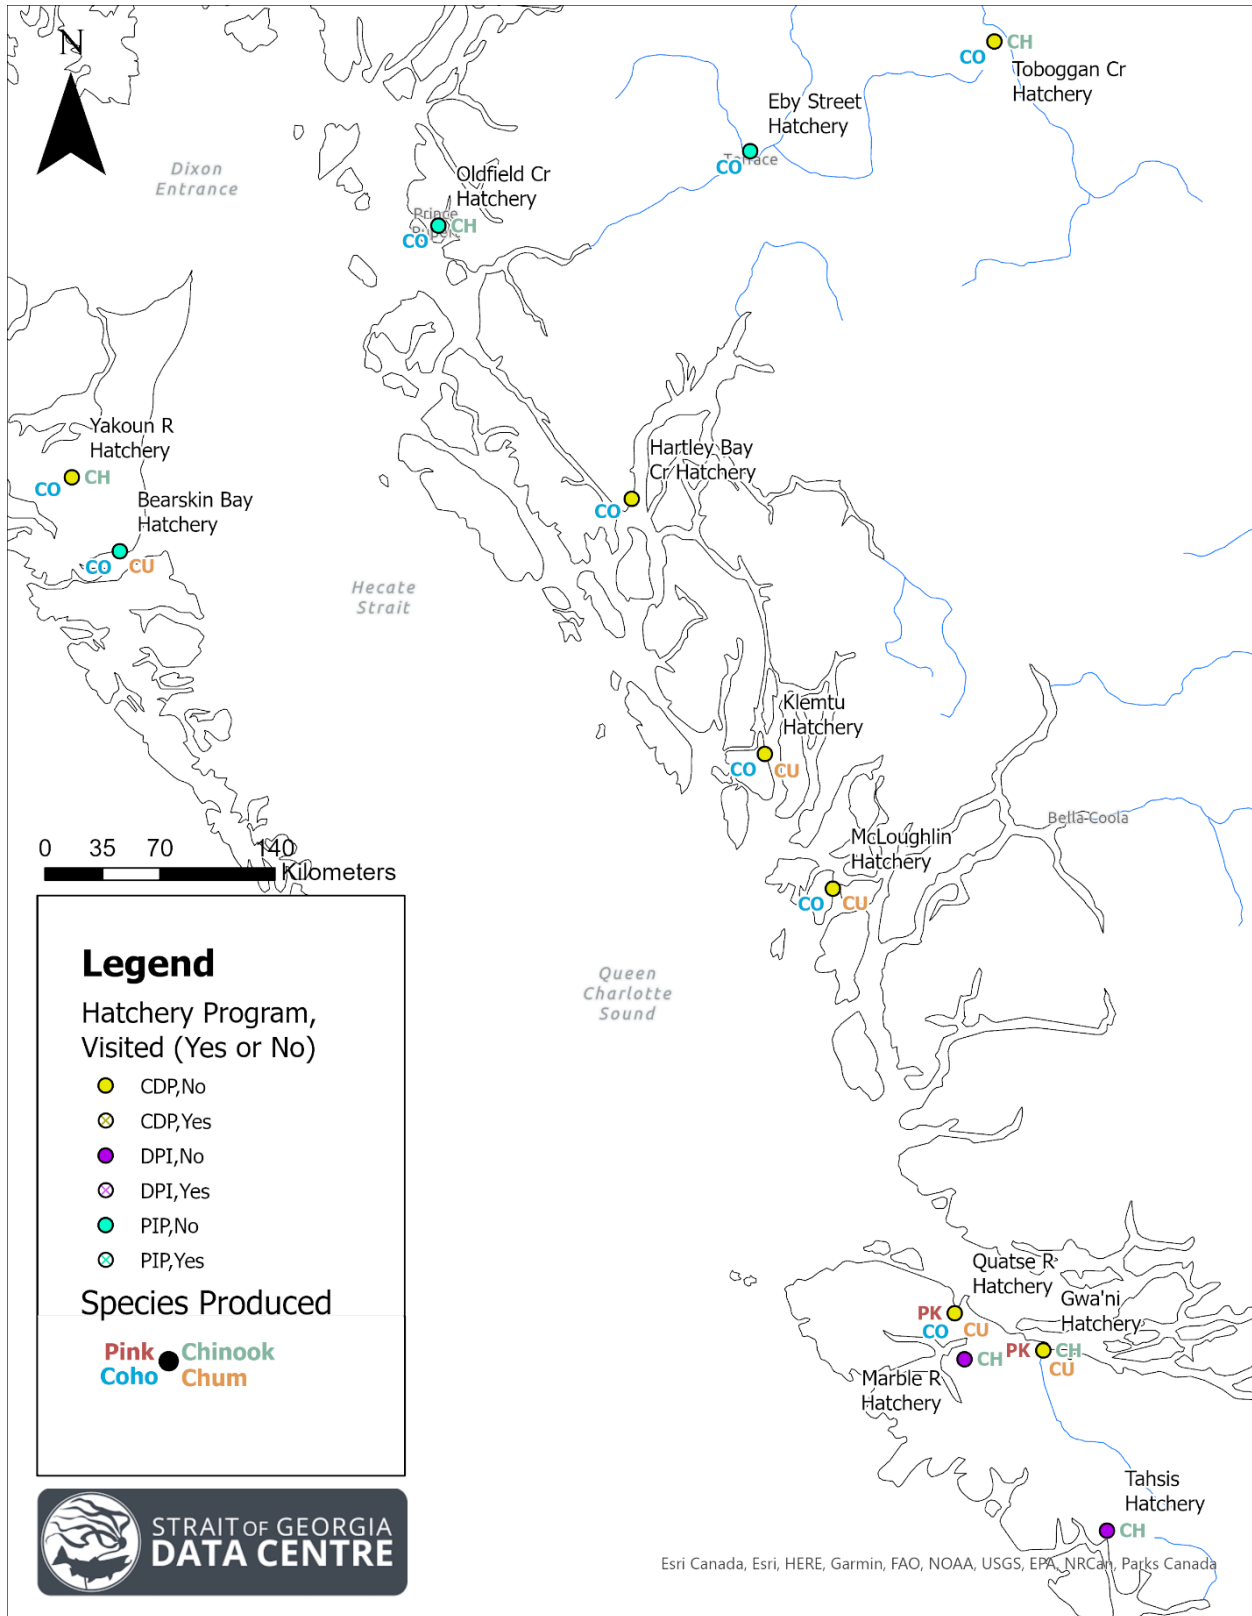 N
CH
CO
Toboggan Cr
Hatchery
Eby Street
Hatchery
Terrace
CO
Dixon
Entrance
Oldfield Cr
Hatchery
Prince
Rupert
CH
CO
Yakoun R
Hatchery
CH
CO
Bearskin Bay
Hatchery
CO
CU
Hartley Bay
Cr Hatchery
CO
Hecate
Strait
Klemtu
Hatchery
CO
CU
Bella Coola
McLoughlin
Hatchery
CO
CU
0 35 70 140
Kilometers
Queen
Charlotte
Sound
Legend
Hatchery Program,
Visited (Yes or No)
CDP,No
CDP,Yes
DPI,No
DPI,Yes
PIP,No
PIP,Yes
Species Produced
Pink Chinook
Coho Chum
Quatse R
Hatchery
PK
CO CU
Gwa'ni
Hatchery
PK CH
CU
CH
Marble R
Hatchery
Tahsis
Hatchery
CH
STRAIT OF GEORGIA
DATA CENTRE
Esri Canada, Esri, HERE, Garmin, FAO, NOAA, USGS, EPA, NRCan, Parks Canada